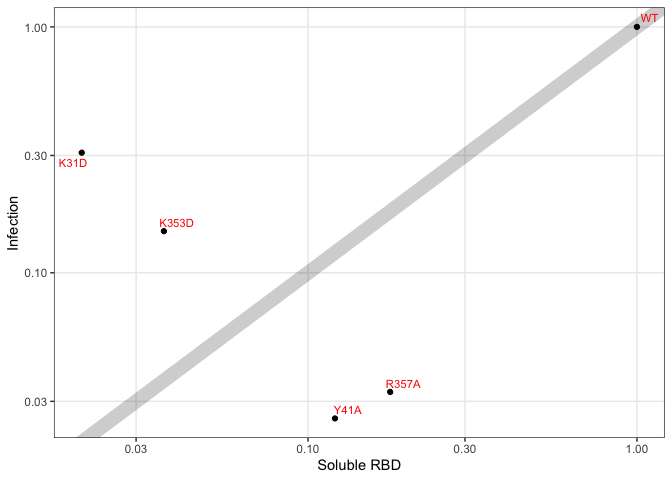 WT
1.00
0.30
K31D
K353D
Infection
0.10
R357A
0.03
Y41A
0.03
0.10
0.30
1.00
Soluble RBD